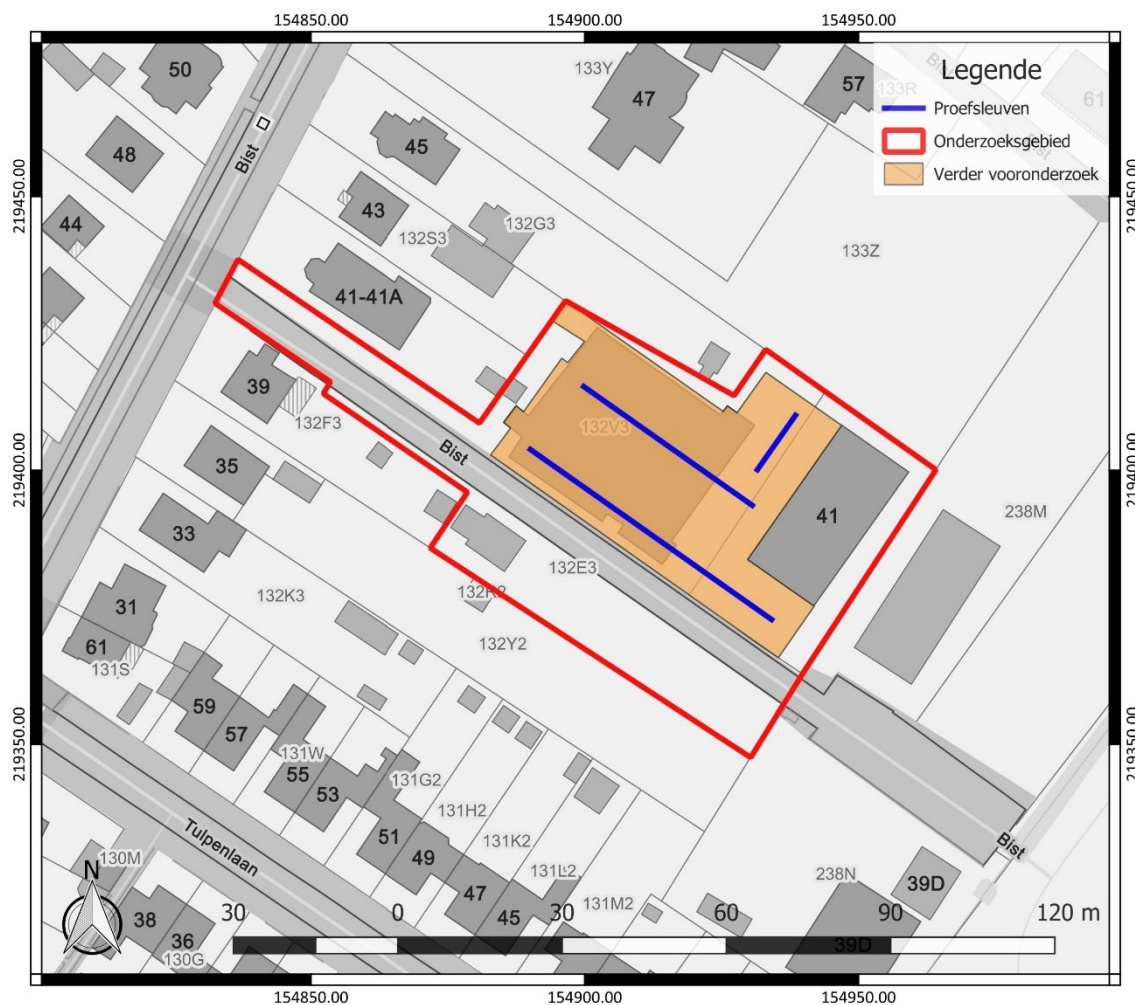 154850.00
154900.00
154950.00
219450.00
219400.00
219350.00
219450.00
219400.00
219350.00
Legende
Proefsleuven
Onderzoeksgebied
Verder vooronderzoek
50
133Y
47
57
133R
61
Bist
Bist
48
45
Bist
44
43
132G3
132S3
133Z
41-41A
39
132F3
132V3
Bist
35
41
238M
33
132E3
132K3
132R2
132Y2
31
61
131S
59
57
131W
55
53
131G2
131H2
51
49
131K2
131L2
47
45
131M2
Tulpenlaan
130M
38
36
130G
238N
39D
39D
Bist
N
30
0
30
60
90
120 m
154850.00
154900.00
154950.00